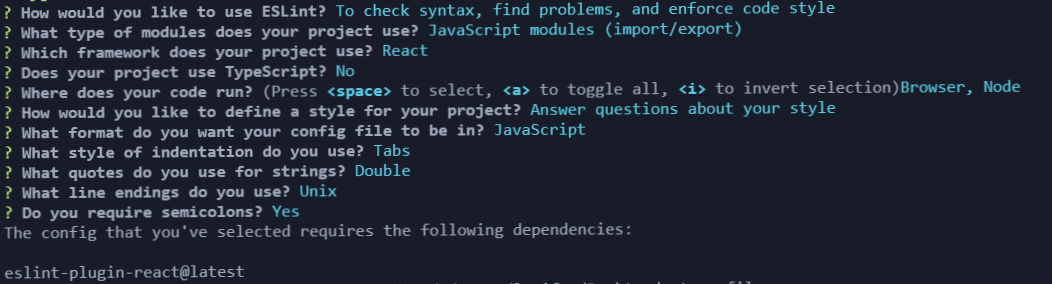 ? How would you like to use ESLint? To check syntax, find problems, and enforce code style
? What type of modules does your project use? JavaScript modules (import/export)
? Which framework does your project use? React
? Does your project use TypeScript? No
? Where does your code run? (Press <space> to select, <a> to toggle all, <i> to invert selection)Browser, Node
? How would you like to define a style for your project? Answer questions about your style
? What format do you want your config file to be in? JavaScript
? What style of indentation do you use? Tabs
? What quotes do you use for strings? Double
? What line endings do you use? Unix
? Do you require semicolons? Yes
The config that you've selected requires the following dependencies:
eslint-plugin-react@latest